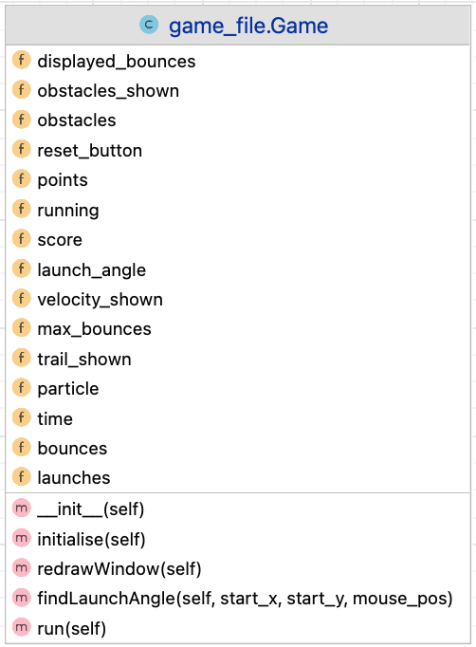 C game_file.Game
f displayed_bounces
f obstacles_shown
f obstacles
f reset_button
f points
f running
f score
f launch_angle
f velocity_shown
f max_bounces
f trail_shown
f particle
f time
f bounces
f launches
m __init__(self)
m initialise(self)
m redrawWindow(self)
m findLaunchAngle(self, start_x, start_y, mouse_pos)
m run(self)